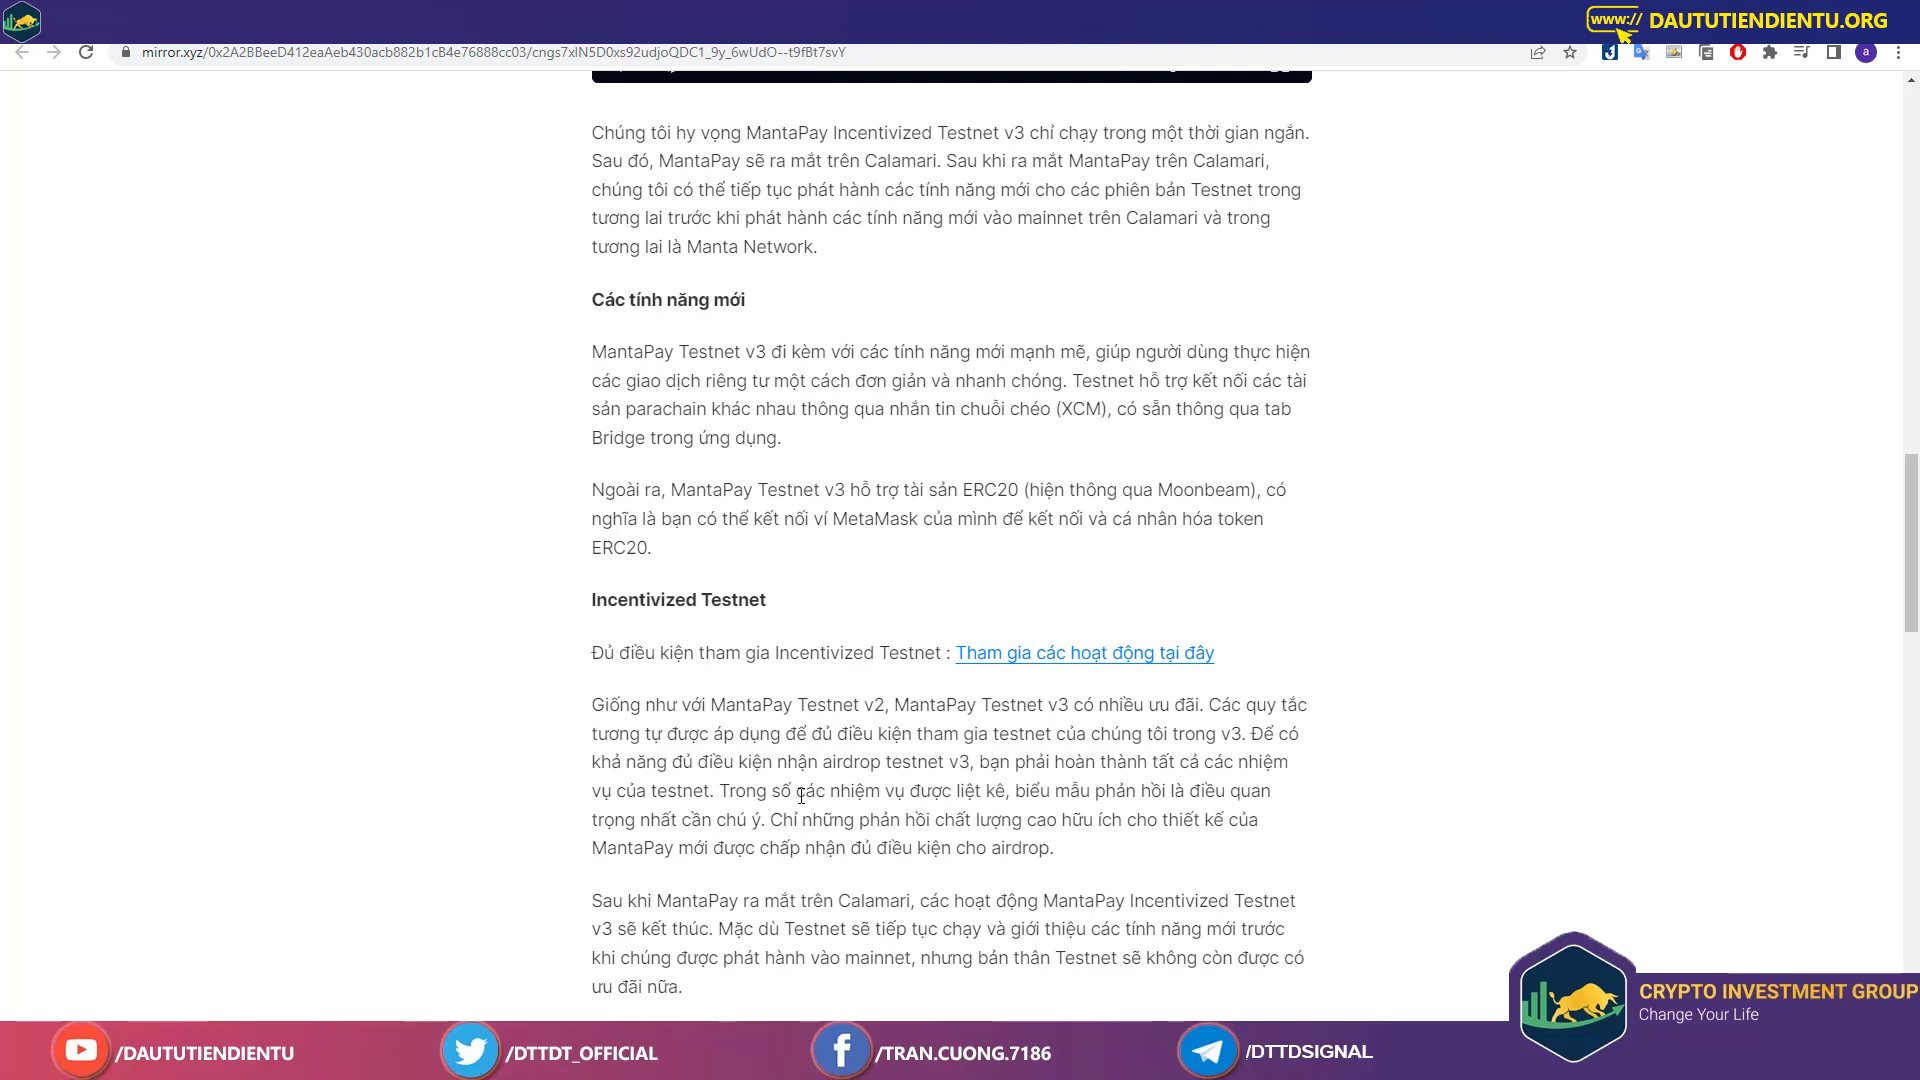 www:// DAUTUTIENDIENTU.ORG
mirror.xyz/0x2A2BBeeD412eaAeb430acb882b1cB4e76888cc03/cngs7xlN5D0xs92udjoQDC1_9y_6wUdO--t9fBt7svY
a
Chúng tôi hy vọng MantaPay Incentivized Testnet v3 chỉ chạy trong một thời gian ngắn.
Sau đó, MantaPay sẽ ra mắt trên Calamari. Sau khi ra mắt MantaPay trên Calamari,
chúng tôi có thể tiếp tục phát hành các tính năng mới cho các phiên bản Testnet trong
tương lai trước khi phát hành các tính năng mới vào mainnet trên Calamari và trong
tương lai là Manta Network.
Các tính năng mới
MantaPay Testnet v3 đi kèm với các tính năng mới mạnh mẽ, giúp người dùng thực hiện
các giao dịch riêng tư một cách đơn giản và nhanh chóng. Testnet hỗ trợ kết nối các tài
sản parachain khác nhau thông qua nhắn tin chuỗi chéo (XCM), có sẵn thông qua tab
Bridge trong ứng dụng.
Ngoài ra, MantaPay Testnet v3 hỗ trợ tài sản ERC20 (hiện thông qua Moonbeam), có
nghĩa là bạn có thể kết nối ví MetaMask của mình để kết nối và cá nhân hóa token
ERC20.
Incentivized Testnet
Đủ điều kiện tham gia Incentivized Testnet : Tham gia các hoạt động tại đây
Giống như với MantaPay Testnet v2, MantaPay Testnet v3 có nhiều ưu đãi. Các quy tắc
tương tự được áp dụng để đủ điều kiện tham gia testnet của chúng tôi trong v3. Để có
khả năng đủ điều kiện nhận airdrop testnet v3, bạn phải hoàn thành tất cả các nhiệm
vụ của testnet. Trong số các nhiệm vụ được liệt kê, biểu mẫu phản hồi là điều quan
trọng nhất cần chú ý. Chỉ những phản hồi chất lượng cao hữu ích cho thiết kế của
MantaPay mới được chấp nhận đủ điều kiện cho airdrop.
Sau khi MantaPay ra mắt trên Calamari, các hoạt động MantaPay Incentivized Testnet
v3 sẽ kết thúc. Mặc dù Testnet sẽ tiếp tục chạy và giới thiệu các tính năng mới trước
khi chúng được phát hành vào mainnet, nhưng bản thân Testnet sẽ không còn được có
ưu đãi nữa.
CRYPTO INVESTMENT GROUP
Change Your Life
/DAUTUTIENDIENTU
/DTTDT_OFFICIAL
/TRAN.CUONG.7186
/DTTDSIGNAL